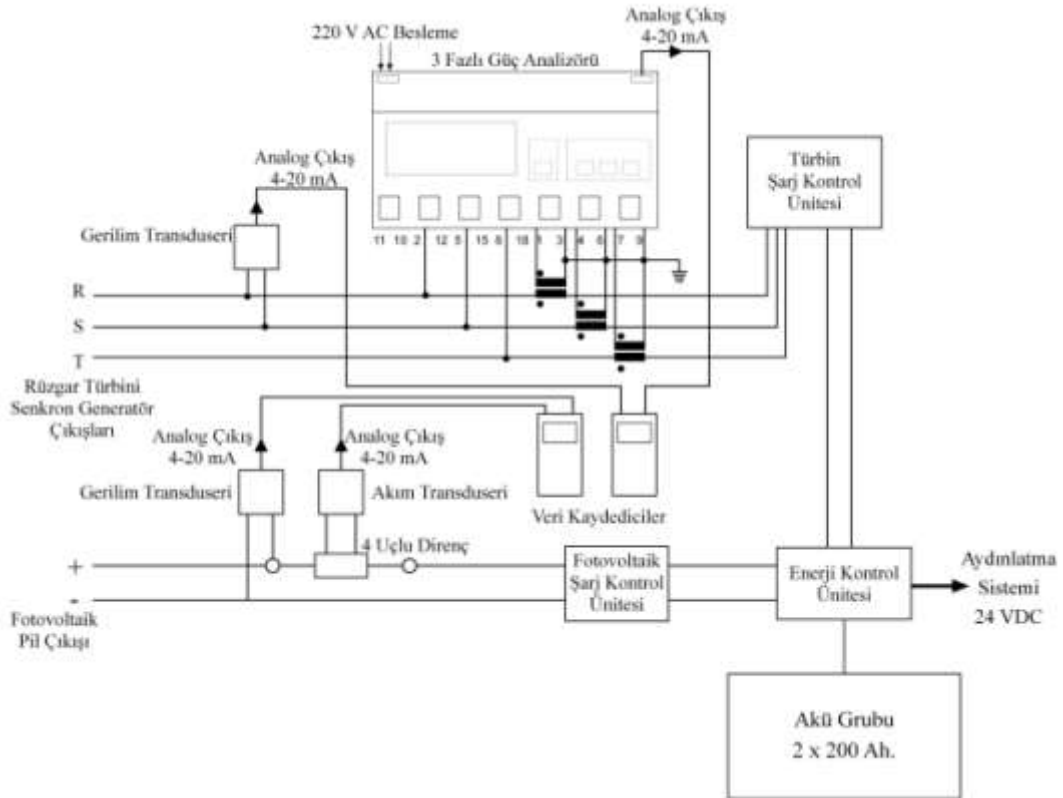 220 V AC Besleme
Analog Çıkış
4-20 mA
3 Fazlı Güç Analizörü
Analog Çıkış
4-20 mA
Türbin
Şarj Kontrol
Ünitesi
Gerilim Transduseri
11 10 2 12 5 15 8 18 1 3 4 6 7 9
R
S
T
Rüzgar Türbini
Senkron Generatör
Çıkışları
Analog Çıkış
4-20 mA
Analog Çıkış
4-20 mA
Gerilim Transduseri
Akım Transduseri
Veri Kaydediciler
4 Uçlu Direnç
+
-
Fotovoltaik
Pil Çıkışı
Fotovoltaik
Şarj Kontrol
Ünitesi
Enerji Kontrol
Ünitesi
Aydınlatma
Sistemi
24 VDC
Akü Grubu
2 x 200 Ah.